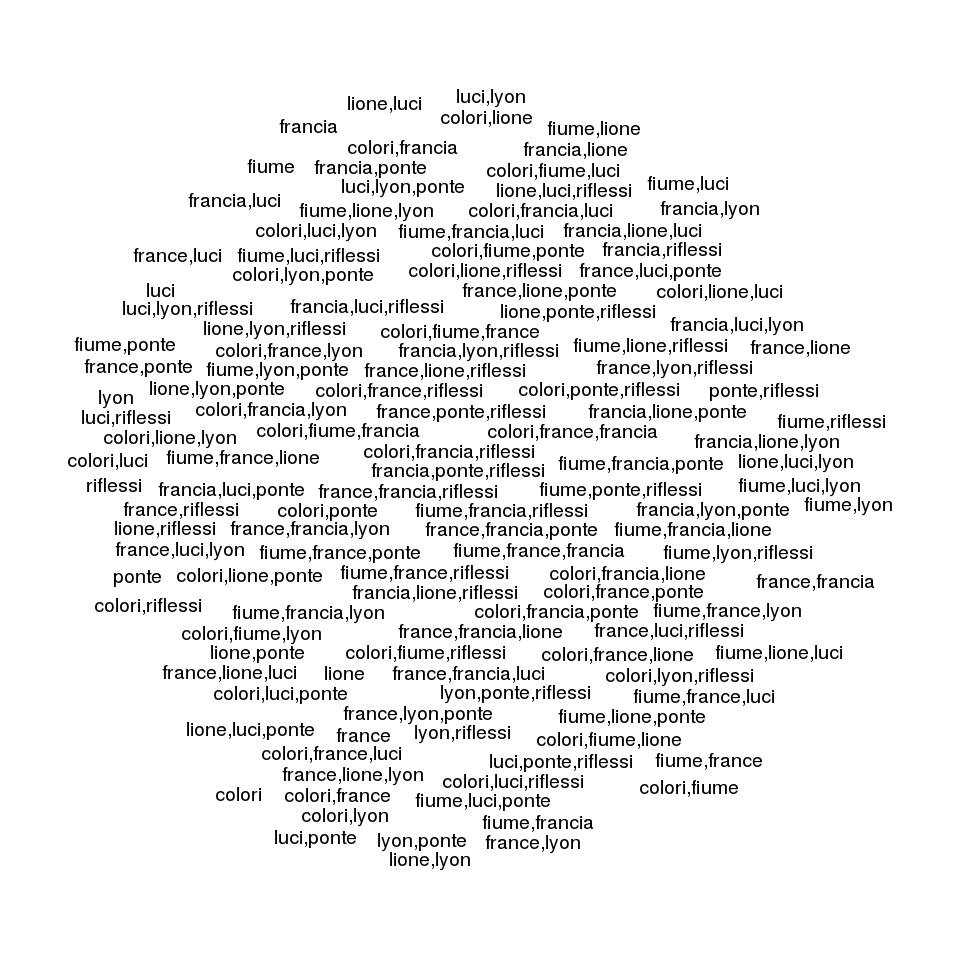 luci,lyon
lione,luci
colori,lione
francia
fiume,lione
colori,francia
francia,lione
fiume
francia,ponte
colori,fiume,luci
luci,lyon,ponte
lione,luci,riflessi
fiume,luci
francia,luci
fiume,lione,lyon
colori,francia,luci
francia,lyon
colori,luci,lyon
fiume,francia,luci
francia,lione,luci
france,luci
fiume,luci,riflessi
colori,fiume,ponte
francia,riflessi
colori,lyon,ponte
colori,lione,riflessi
france,luci,ponte
luci
france,lione,ponte
colori,lione,luci
luci,lyon,riflessi
francia,luci,riflessi
lione,ponte,riflessi
lione,lyon,riflessi
colori,fiume,france
francia,luci,lyon
fiume,ponte
colori,france,lyon
francia,lyon,riflessi
fiume,lione,riflessi
france,lione
france,ponte
fiume,lyon,ponte
france,lione,riflessi
france,lyon,riflessi
lyon
lione,lyon,ponte
colori,france,riflessi
colori,ponte,riflessi
ponte,riflessi
luci,riflessi
colori,francia,lyon
france,ponte,riflessi
francia,lione,ponte
fiume,riflessi
colori,lione,lyon
colori,fiume,francia
colori,france,francia
francia,lione,lyon
colori,luci
fiume,france,lione
colori,francia,riflessi
francia,ponte,riflessi
fiume,francia,ponte
lione,luci,lyon
riflessi
francia,luci,ponte
france,francia,riflessi
fiume,ponte,riflessi
fiume,luci,lyon
france,riflessi
colori,ponte
fiume,francia,riflessi
francia,lyon,ponte
fiume,lyon
lione,riflessi
france,francia,lyon
france,francia,ponte
fiume,francia,lione
france,luci,lyon
fiume,france,ponte
fiume,france,francia
fiume,lyon,riflessi
ponte
colori,lione,ponte
fiume,france,riflessi
colori,francia,lione
france,francia
francia,lione,riflessi
colori,france,ponte
colori,riflessi
fiume,francia,lyon
colori,francia,ponte
fiume,france,lyon
colori,fiume,lyon
france,francia,lione
france,luci,riflessi
lione,ponte
colori,fiume,riflessi
colori,france,lione
fiume,lione,luci
france,lione,luci
lione
france,francia,luci
colori,lyon,riflessi
colori,luci,ponte
lyon,ponte,riflessi
fiume,france,luci
france,lyon,ponte
fiume,lione,ponte
lione,luci,ponte
france
lyon,riflessi
colori,fiume,lione
colori,france,luci
luci,ponte,riflessi
fiume,france
france,lione,lyon
colori,luci,riflessi
colori,fiume
colori
colori,france
fiume,luci,ponte
colori,lyon
fiume,francia
luci,ponte
lyon,ponte
france,lyon
lione,lyon